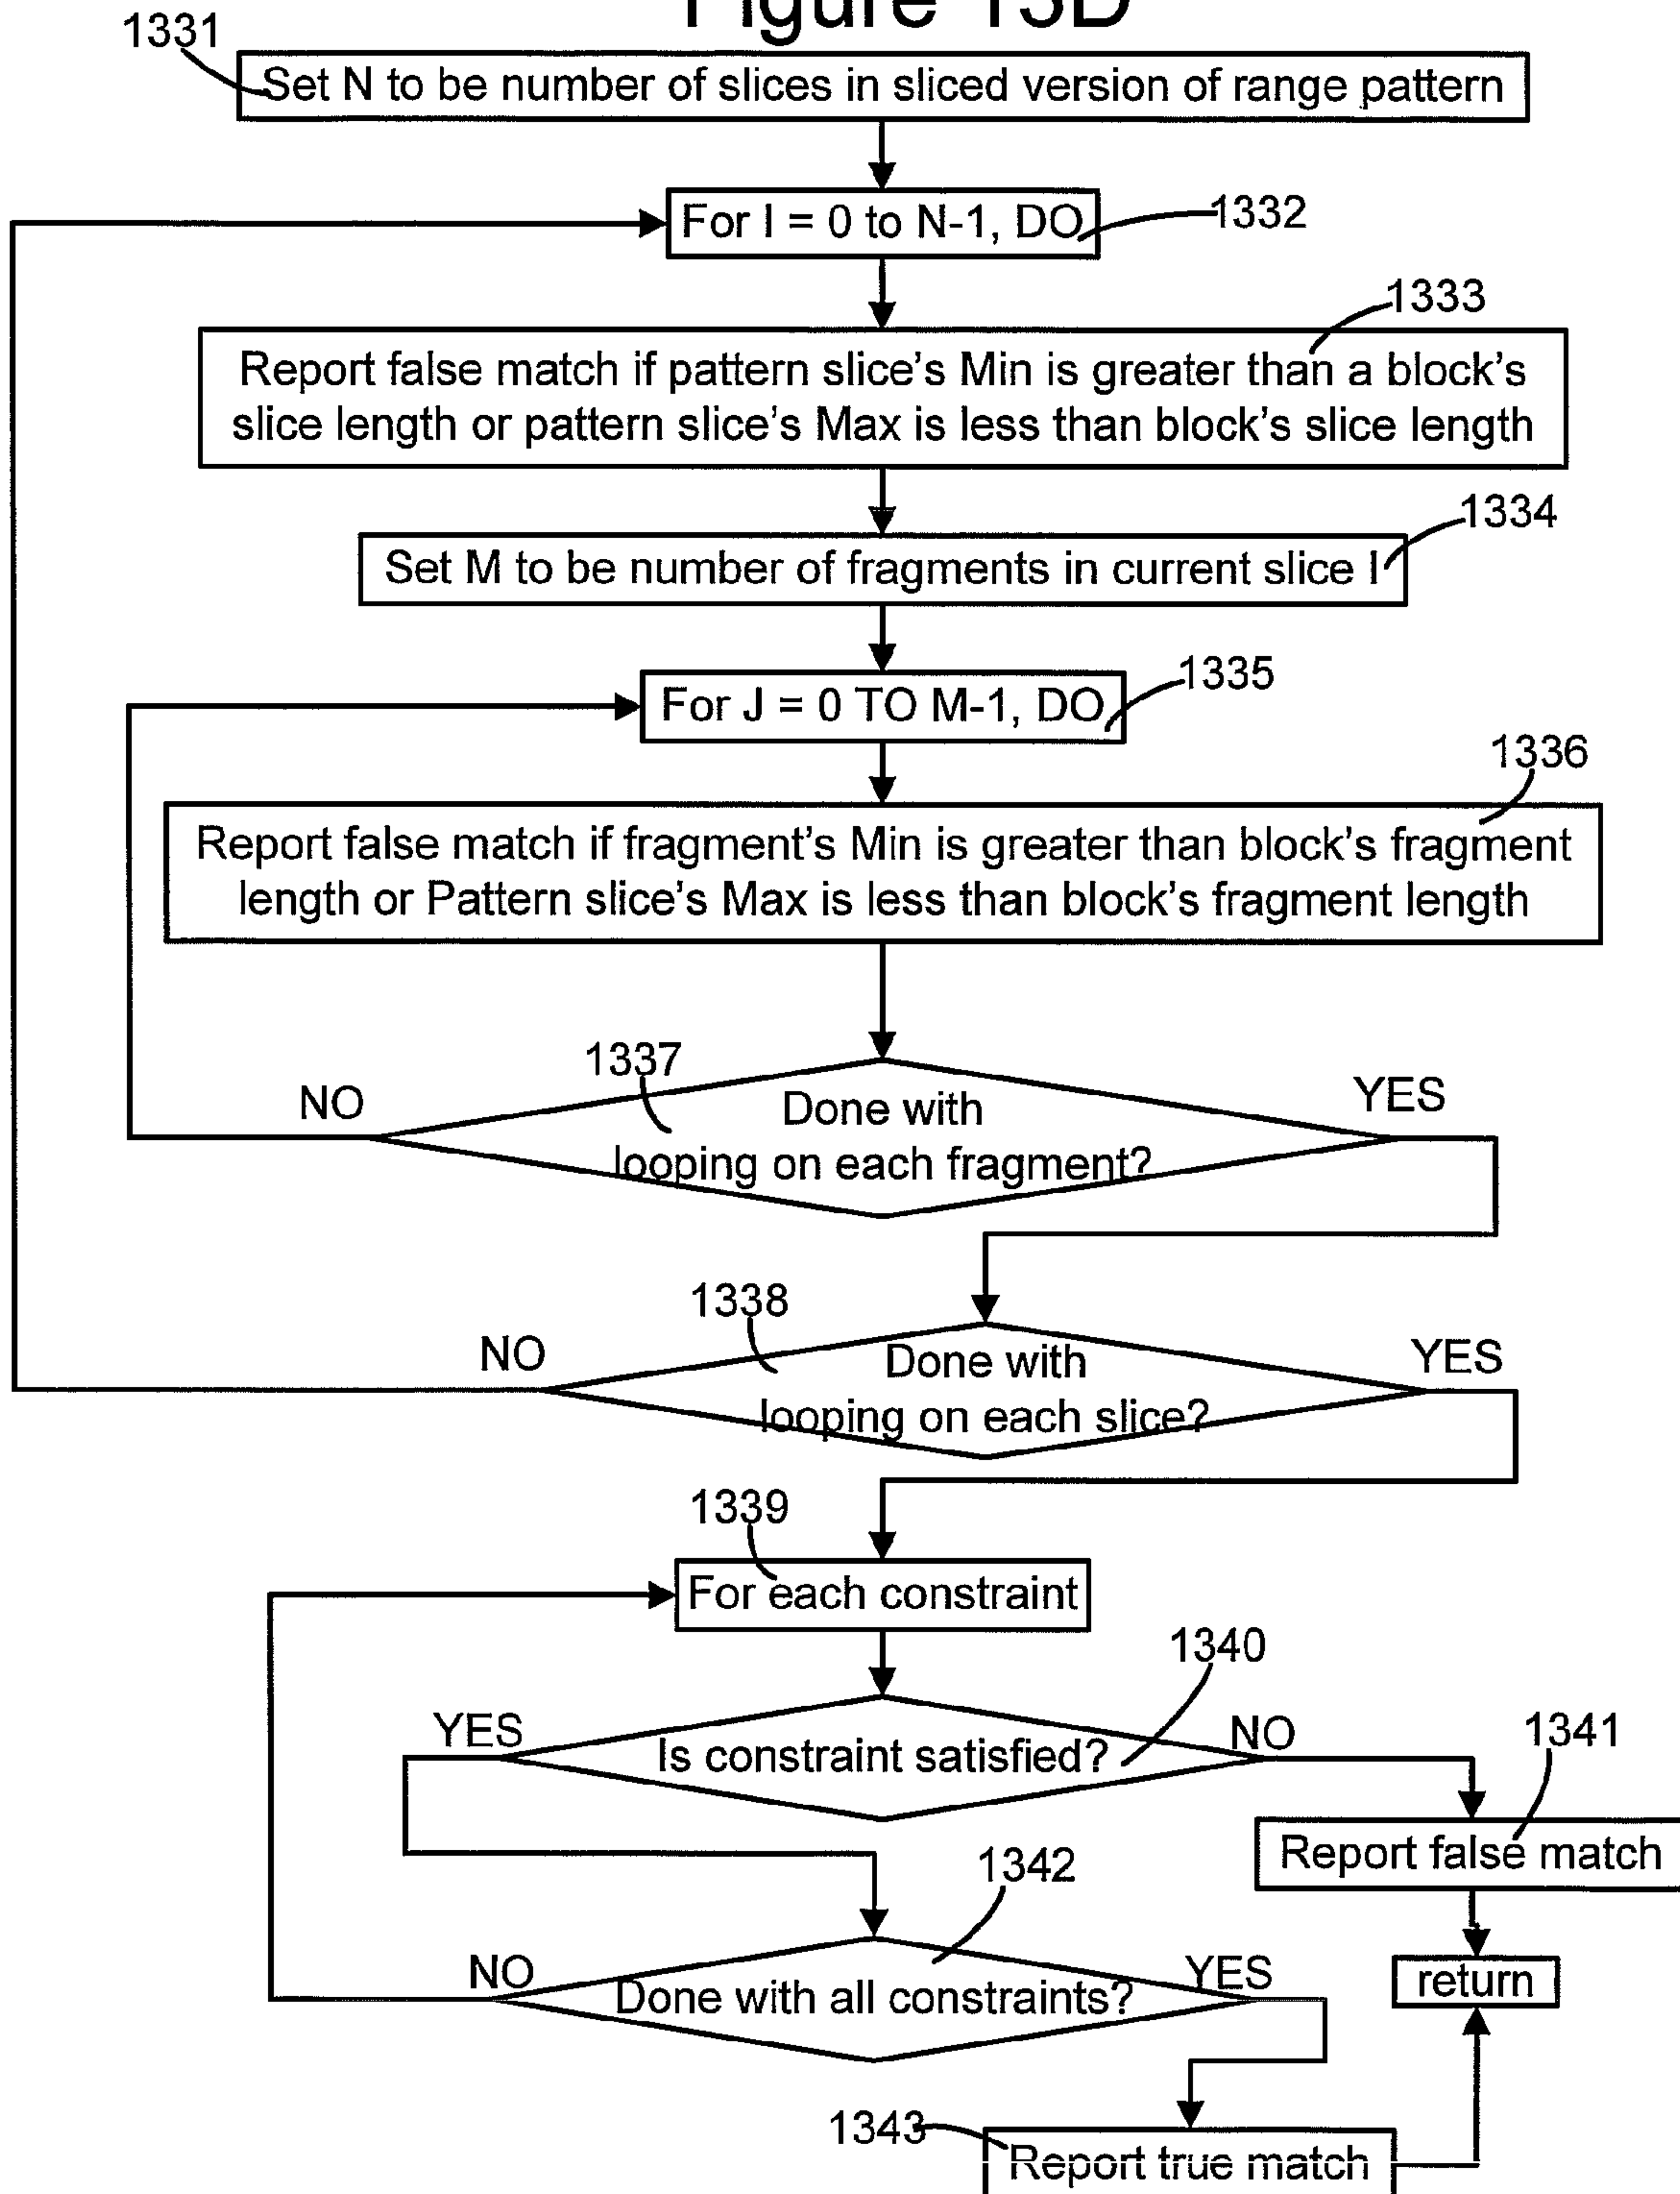 Figure 13D
1331
Set N to be number of slices in sliced version of range pattern
For I = 0 to N-1, DO
1332
1333
Report false match if pattern slice's Min is greater than a block's
slice length or pattern slice's Max is less than block's slice length
1334
Set M to be number of fragments in current slice I
1335
For J = 0 TO M-1, DO
1336
Report false match if fragment's Min is greater than block's fragment
length or Pattern slice's Max is less than block's fragment length
1337
NO
YES
Done with
looping on each fragment?
1338
NO
YES
Done with
looping on each slice?
1339
For each constraint
1340
YES
NO
Is constraint satisfied?
1341
Report false match
1342
NO
YES
Done with all constraints?
return
1343
Report true match